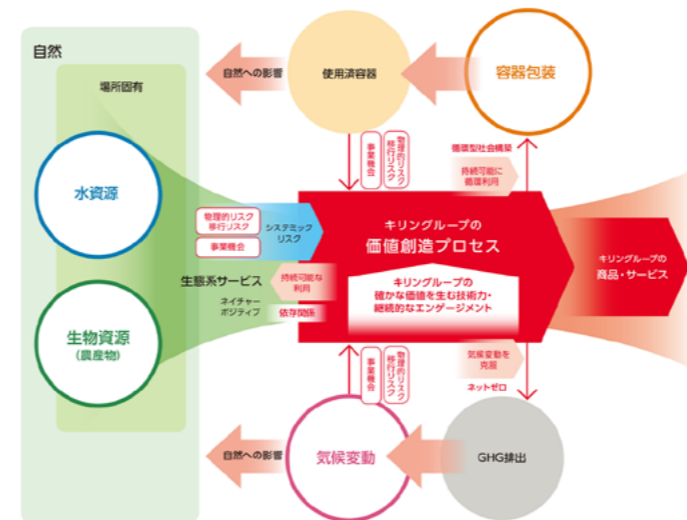 自然
場所固有
水資源
生物資源
(農産物)
自然への影響
使用済容器
容器包装
事業機会
物理的リスク
移行リスク
循環型社会構築
持続可能に
循環利用
物理的リスク
移行リスク
事業機会
システミック
リスク
生態系サービス
ネイチャー
ポジティブ
持続可能な
利用
依存関係
キリングループの
価値創造プロセス
キリングループの
確かな価値を生む技術力・
継続的なエンゲージメント
キリングループの
商品・サービス
事業機会
物理的リスク
移行リスク
気候変動を
克服
ネットゼロ
自然への影響
気候変動
GHG排出